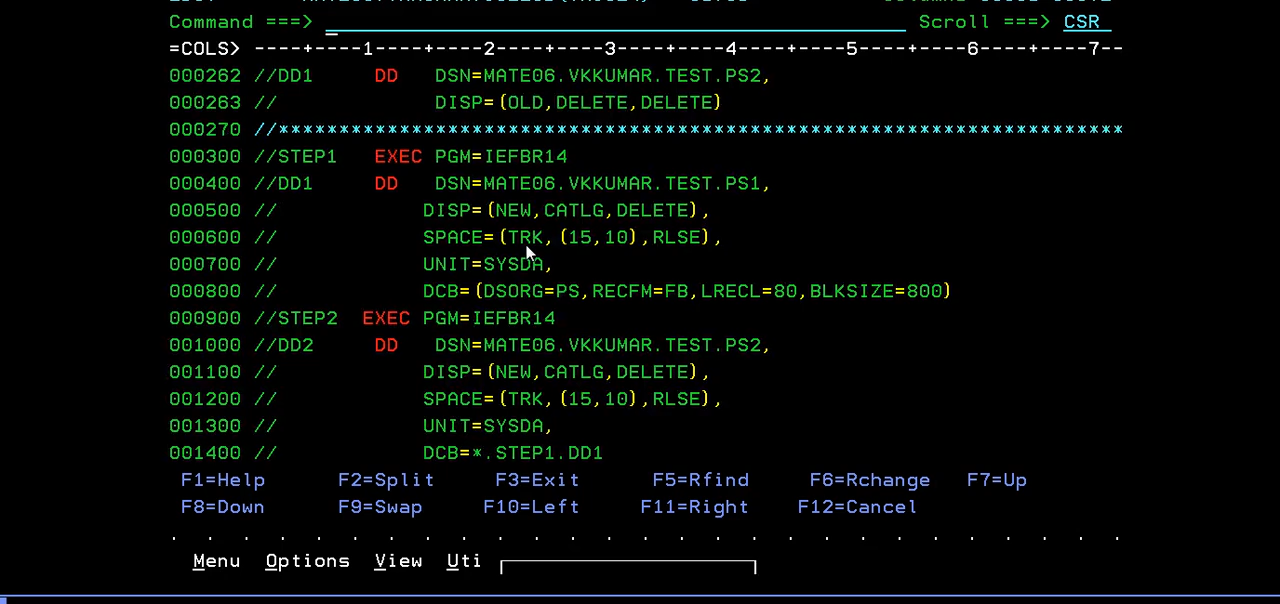 Command ===> Scroll ===> CSR
=COLS> ----+----1----+----2----+----3----+----4----+----5----+----6----+----7--
000262 //DD1 DD DSN=MATE06.VKKUMAR.TEST.PS2,
000263 // DISP=(OLD,DELETE,DELETE)
000270 //**********************************************************************
000300 //STEP1 EXEC PGM=IEFBR14
000400 //DD1 DD DSN=MATE06.VKKUMAR.TEST.PS1,
000500 // DISP=(NEW,CATLG,DELETE),
000600 // SPACE=(TRK,(15,10),RLSE),
000700 // UNIT=SYSDA,
000800 // DCB=(DSORG=PS,RECFM=FB,LRECL=80,BLKSIZE=800)
000900 //STEP2 EXEC PGM=IEFBR14
001000 //DD2 DD DSN=MATE06.VKKUMAR.TEST.PS2,
001100 // DISP=(NEW,CATLG,DELETE),
001200 // SPACE=(TRK,(15,10),RLSE),
001300 // UNIT=SYSDA,
001400 // DCB=*.STEP1.DD1
F1=Help F2=Split F3=Exit F5=Rfind F6=Rchange F7=Up
F8=Down F9=Swap F10=Left F11=Right F12=Cancel
. . . . . . . . . . . . . . . . . . . . . . . . . . .
Menu Options View Uti